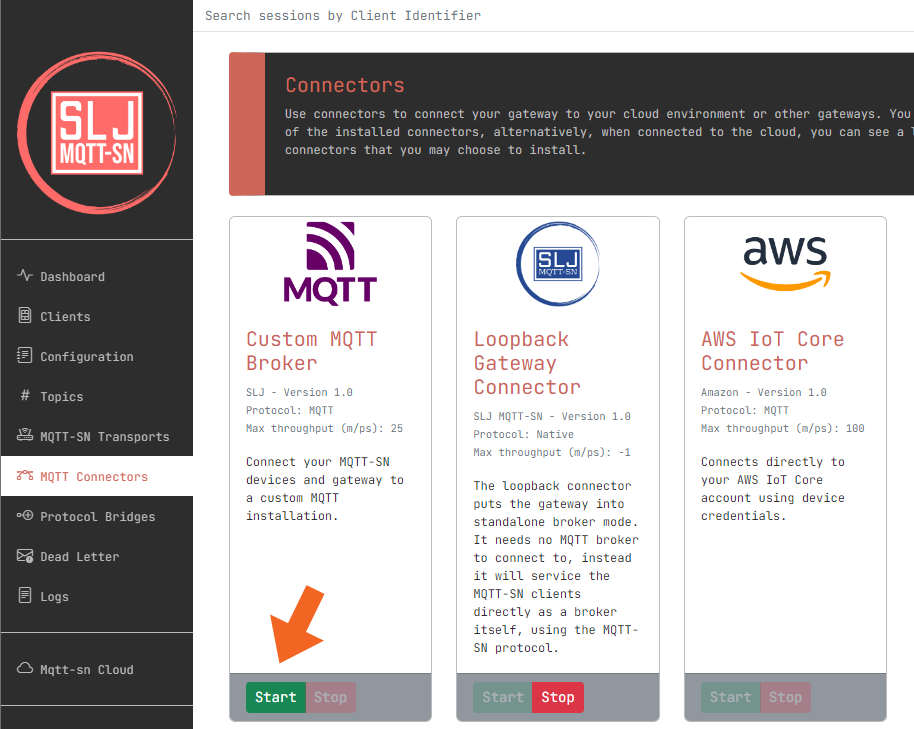 Search sessions by Client Identifier
SLJ
MQTT-SN
Connectors
Use connectors to connect your gateway to your cloud environment or other gateways. You
of the installed connectors, alternatively, when connected to the cloud, you can see a
connectors that you may choose to install.
Dashboard
Clients
Configuration
# Topics
MQTT-SN Transports
MQTT Connectors
Protocol Bridges
Dead Letter
Logs
Mqtt-sn Cloud
MQTT
Custom MQTT
Broker
SLJ - Version 1.0
Protocol: MQTT
Max throughput (m/ps): 25
Connect your MQTT-SN
devices and gateway to
a custom MQTT
installation.
Start Stop
SLJ
MQTT-SN
Loopback
Gateway
Connector
SLJ MQTT-SN - Version 1.0
Protocol: Native
Max throughput (m/ps): -1
The loopback connector
puts the gateway into
standalone broker mode.
It needs no MQTT broker
to connect to, instead
it will service the
MQTT-SN clients
directly as a broker
itself, using the MQTT-
SN protocol.
Start Stop
aws
AWS IoT Core
Connector
Amazon - Version 1.0
Protocol: MQTT
Max throughput (m/ps): 100
Connects directly to
your AWS IoT Core
account using device
credentials.
Start Stop